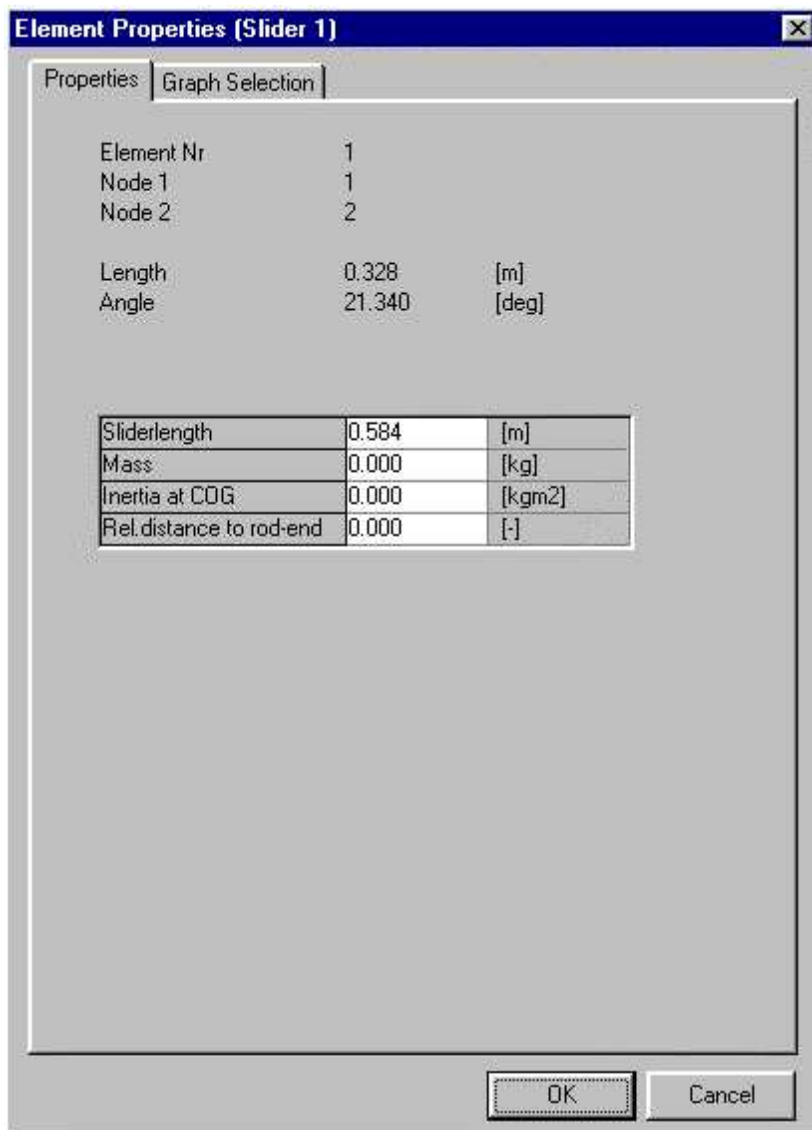 Element Properties (Slider 1)
Properties Graph Selection
Element Nr 1
Node 1 1
Node 2 2
Length 0.328 [m]
Angle 21.340 [deg]
Sliderlength 0.584 [m]
Mass 0.000 [kg]
Inertia at COG 0.000 [kgm2]
Rel.distance to rod-end 0.000 [-]
OK Cancel